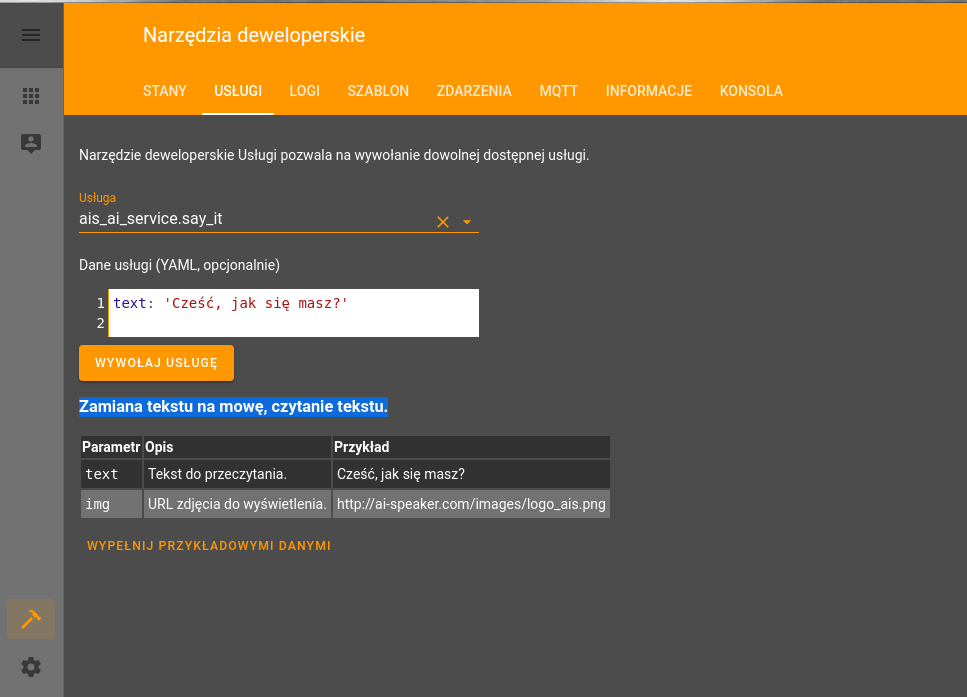 Narzędzia deweloperskie
STANY USŁUGI LOGI SZABLON ZDARZENIA MQTT INFORMACJE KONSOLA
Narzędzie deweloperskie Usługi pozwala na wywołanie dowolnej dostępnej usługi.
Usługa
ais_ai_service.say_it
Dane usługi (YAML, opcjonalnie)
1 text: 'Cześć, jak się masz?'
2
WYWOŁAJ USŁUGĘ
Zamiana tekstu na mowę, czytanie tekstu.
Parametr Opis Przykład
text Tekst do przeczytania. Cześć, jak się masz?
img URL zdjęcia do wyświetlenia. http://ai-speaker.com/images/logo_ais.png
WYPEŁNIJ PRZYKŁADOWYMI DANYMI